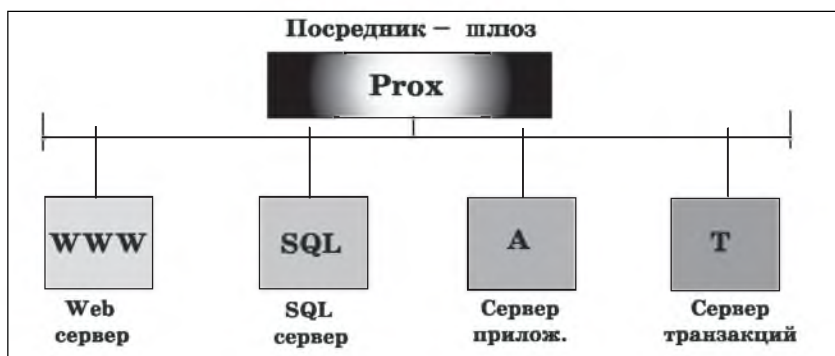 Посредник – шлюз
Prox
WWW
SQL
А
Т
Web
сервер
SQL
сервер
Сервер
прилож.
Сервер
транзакций